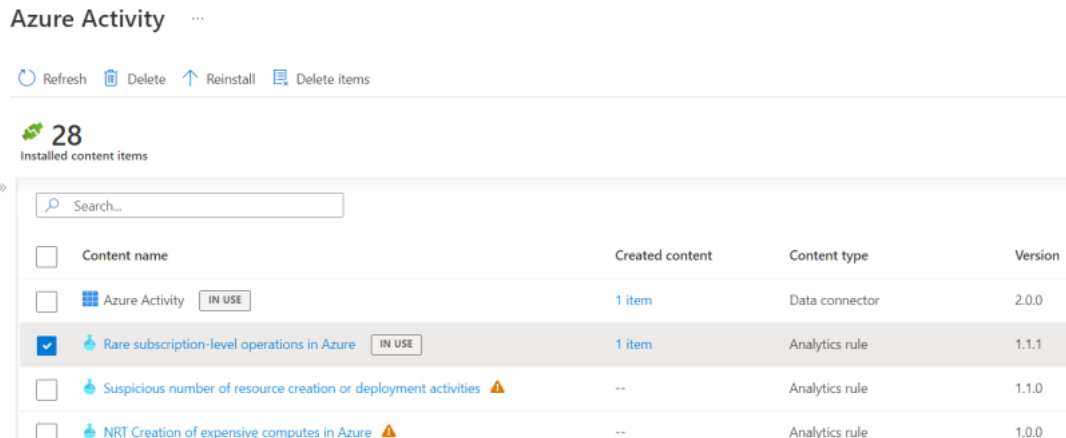 Azure Activity ...
Refresh Delete Reinstall Delete items
28
Installed content items
Search...
Content name Created content Content type Version
Azure Activity IN USE 1 item Data connector 2.0.0
Rare subscription-level operations in Azure IN USE 1 item Analytics rule 1.1.1
Suspicious number of resource creation or deployment activities -- Analytics rule 1.1.0
NRT Creation of expensive computes in Azure -- Analytics rule 1.0.0